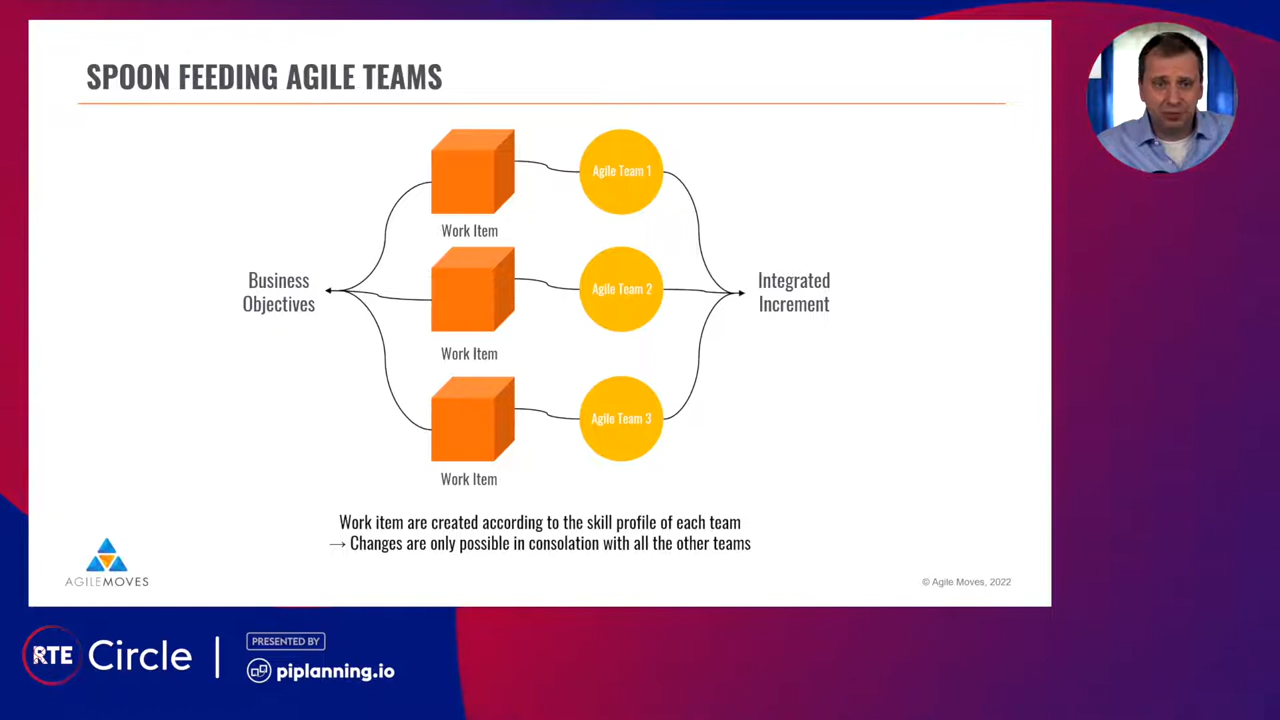 SPOON FEEDING AGILE TEAMS
Agile Team 1
Work Item
Business
Objectives
Agile Team 2
Integrated
Increment
Work Item
Agile Team 3
Work Item
Work item are created according to the skill profile of each team
→ Changes are only possible in consolation with all the other teams
AGILEMOVES
© Agile Moves, 2022
RTE Circle
PRESENTED BY
piplanning.io